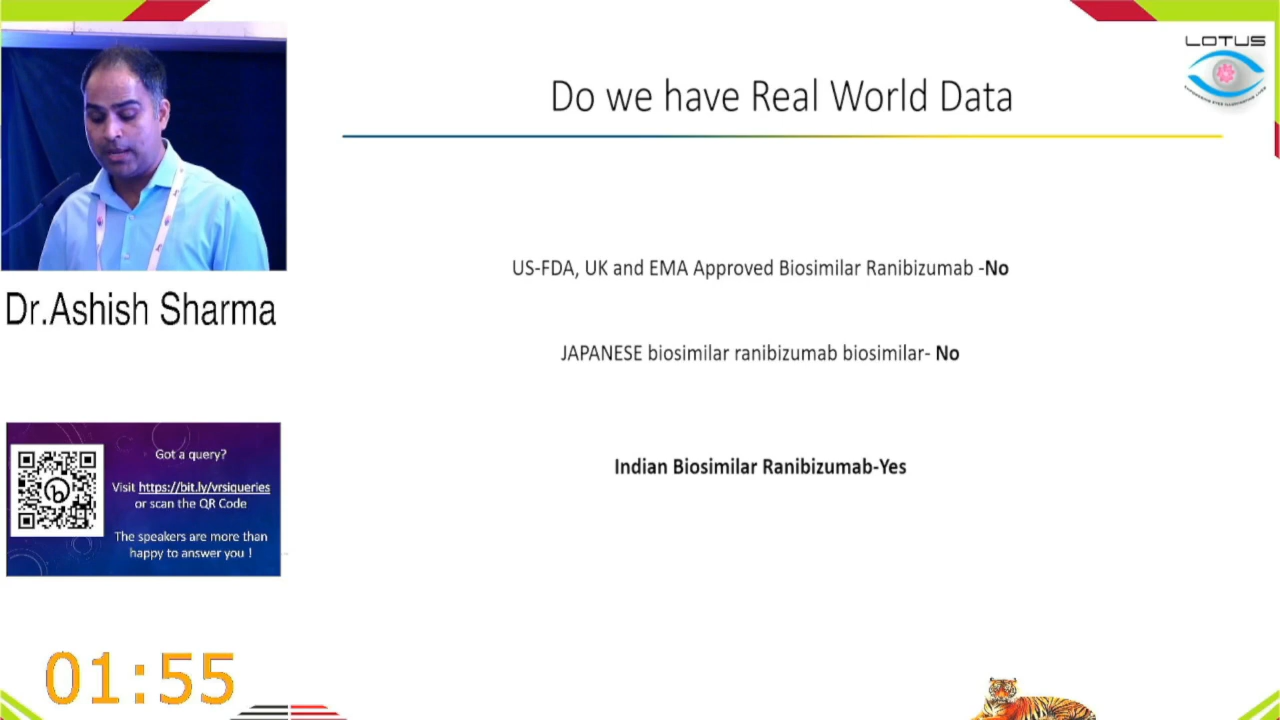 LOTUS
Do we have Real World Data
US-FDA, UK and EMA Approved Biosimilar Ranibizumab -No
JAPANESE biosimilar ranibizumab biosimilar- No
Indian Biosimilar Ranibizumab-Yes
Dr.Ashish Sharma
Got a query?
Visit https://bit.ly/vrsiqueries
or scan the QR Code
The speakers are more than
happy to answer you !
01:55